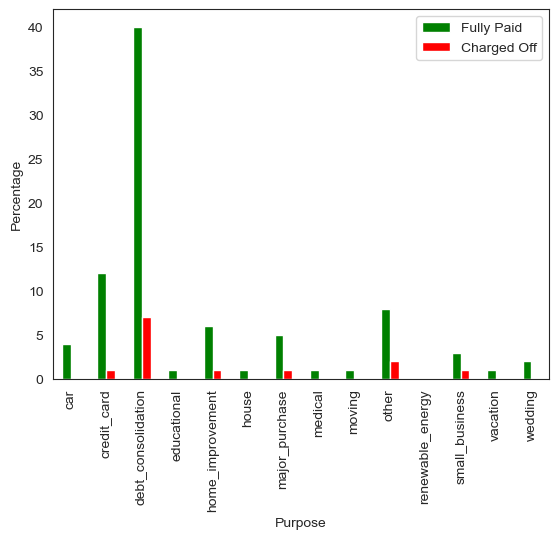 Fully Paid
Charged Off
Percentage
40
35
30
25
20
15
10
5
0
car
credit_card
debt_consolidation
educational
home_improvement
house
major_purchase
medical
moving
other
renewable_energy
small_business
vacation
wedding
Purpose